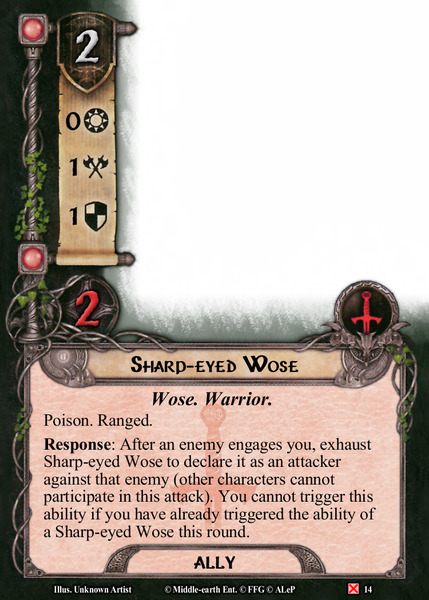 2
0
1
1
2
Sharp-eyed Wose
Wose. Warrior.
Poison. Ranged.
Response: After an enemy engages you, exhaust
Sharp-eyed Wose to declare it as an attacker
against that enemy (other characters cannot
participate in this attack). You cannot trigger this
ability if you have already triggered the ability of
a Sharp-eyed Wose this round.
Ally
Illus. Unknown Artist © Middle-earth Ent. © FFG © ALeP 14